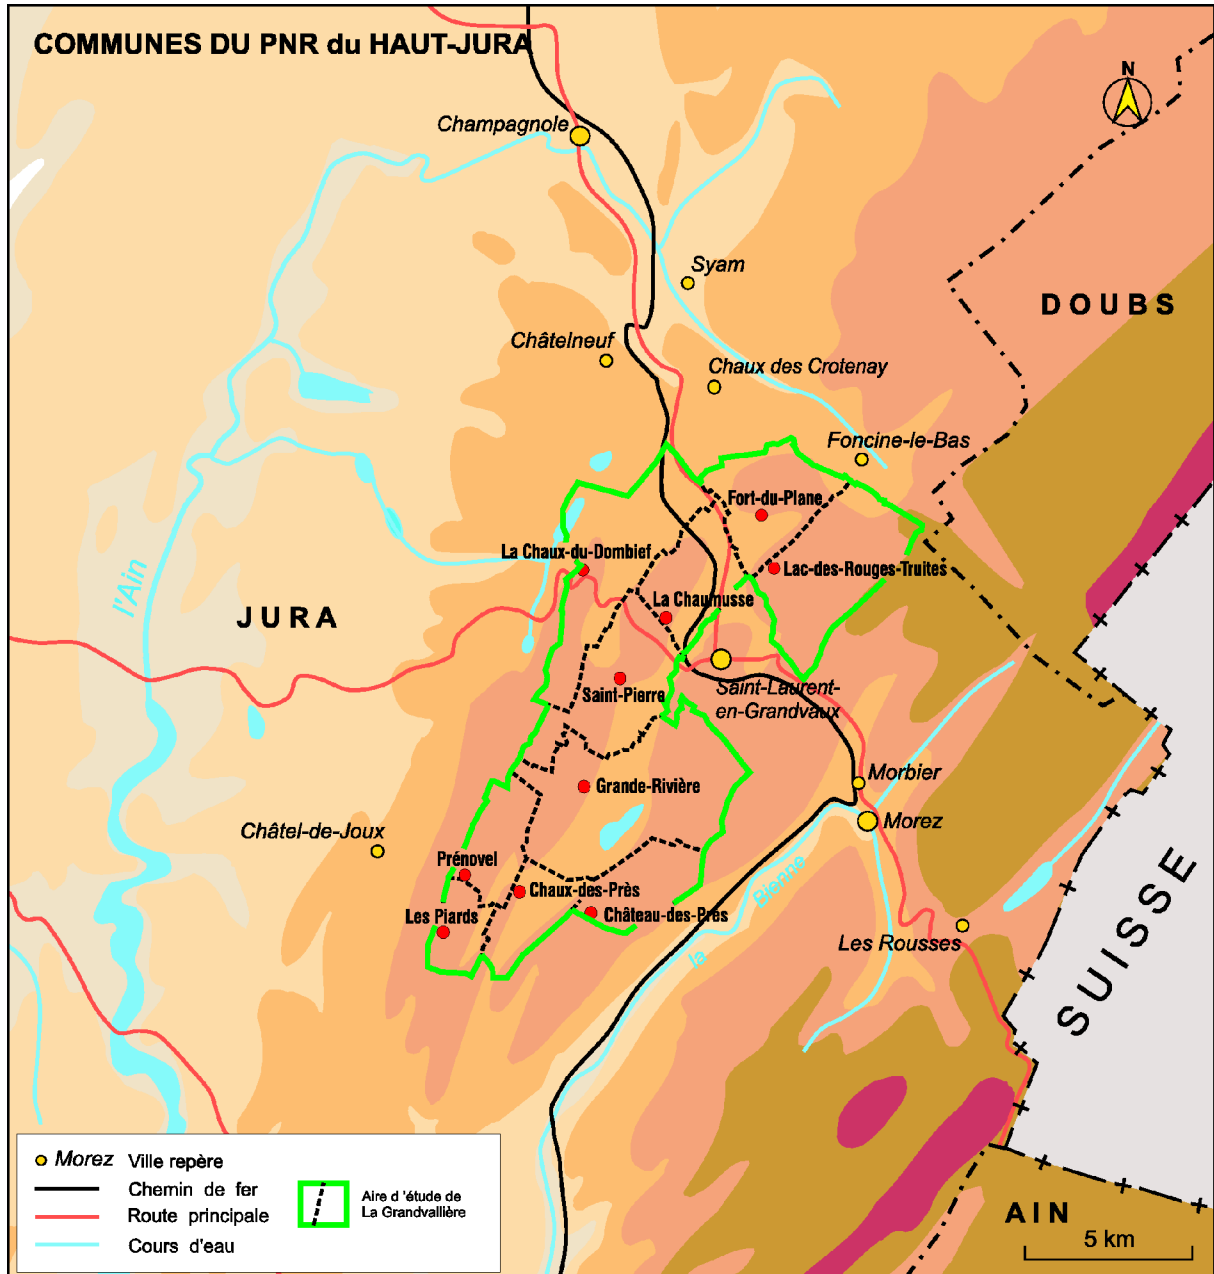 COMMUNES DU PNR du HAUT-JURA
N
Champagnole
Syam
DOUBS
Châtelneuf
Chaux des Crotenay
Foncine-le-Bas
Fort-du-Plane
La Chaux-du-Dombief
Lac-des-Rouges-Truites
l'Ain
La Chaumusse
JURA
Saint-Pierre
Saint-Laurent-
en-Grandvaux
Grande-Rivière
Morbier
Morez
Châtel-de-Joux
Prénovel
Chaux-des-Près
Les Piards
Château-des-Près
la Bienne
Les Rousses
SUISSE
Morez Ville repère
Chemin de fer
Route principale
Cours d'eau
Aire d 'étude de
La Grandvallière
AIN
5 km